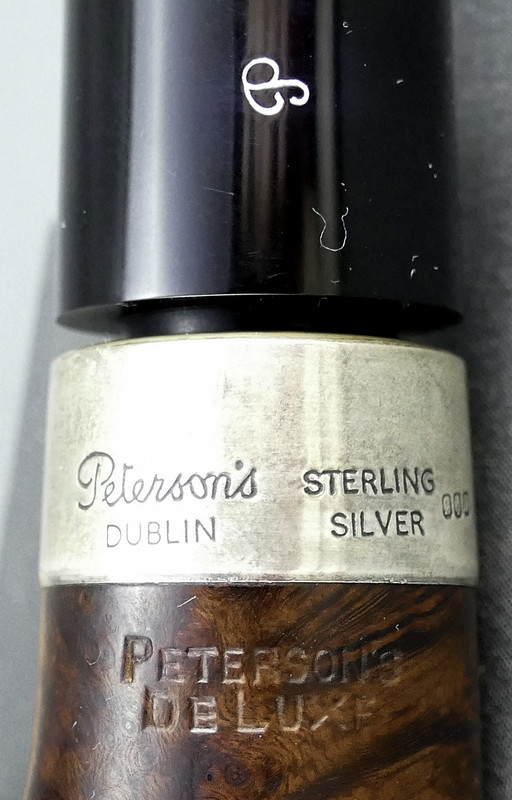 P
Peterson's
DUBLIN
STERLING
SILVER
PETERSON'S
DE LUXE